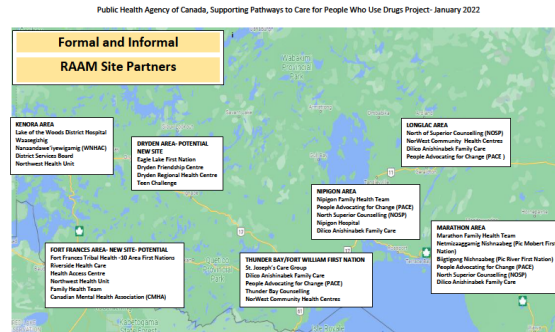 Public Health Agency of Canada, Supporting Pathways to Care for People Who Use Drugs Project- January 2022
Formal and Informal
RAAM Site Partners
KENORA AREA
Lake of the Woods District Hospital
Waasegiizhig
Nanaandawe'iyewigamig (WNHAC)
District Services Board
Northwest Health Unit
DRYDEN AREA- POTENTIAL
NEW SITE
Eagle Lake First Nation
Dryden Friendship Centre
Dryden Regional Health Centre
Teen Challenge
LONGLAC AREA
North of Superior Counselling (NOSP)
NorWest Community Health Centres
Dilico Anishinabek Family Care
People Advocating for Change (PACE )
NIPIGON AREA
Nipigon Family Health Team
People Advocating for Change (PACE)
North Superior Counselling (NOSP)
Nipigon Hospital
Dilico Anishinabek Family Care
MARATHON AREA
Marathon Family Health Team
Netmizaaggamig Nishnaabeg (Pic Mobert First
Nation)
Biigtigong Nishnaabeg (Pic River First Nation)
People Advocating for Change (PACE)
North Superior Counselling (NOSP)
Dilico Anishinabek Family Care
FORT FRANCES AREA- NEW SITE- POTENTIAL
Fort Frances Tribal Health -10 Area First Nations
Riverside Health Care
Health Access Centre
Northwest Health Unit
Family Health Team
Canadian Mental Health Association (CMHA)
THUNDER BAY/FORT WILLIAM FIRST NATION
St. Joseph's Care Group
Dilico Anishinabek Family Care
People Advocating for Change (PACE)
Thunder Bay Counselling
NorWest Community Health Centres